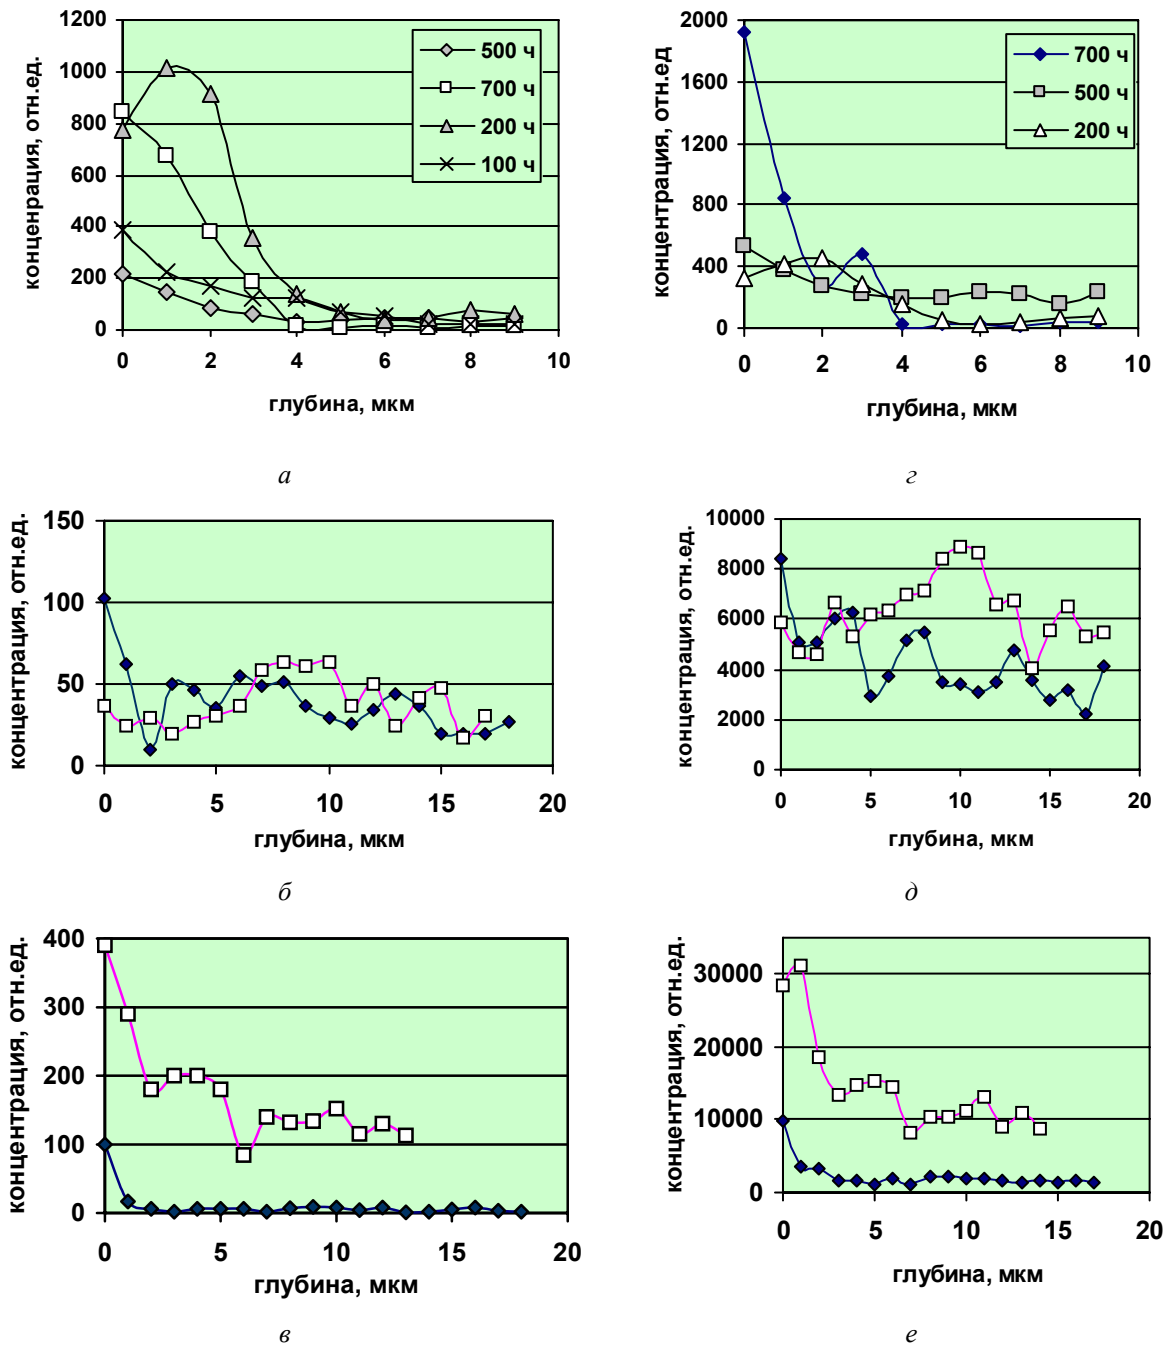 конценрация, отн.ед.
1200
1000
800
600
400
200
0
500 ч
700 ч
200 ч
100 ч
0 2 4 6 8 10
глубина, мкм
а
концентрация, отн.ед
2000
1600
1200
800
400
0
700 ч
500 ч
200 ч
0 2 4 6 8 10
глубина, мкм
г
концентрация, отн.ед.
150
100
50
0
0 5 10 15 20
глубина, мкм
б
концентрация, отн.ед.
10000
8000
6000
4000
2000
0
0 5 10 15 20
глубина, мкм
д
концентрация, отн.ед.
400
300
200
100
0
0 5 10 15 20
глубина, мкм
в
концентрация, отн.ед.
30000
20000
10000
0
0 5 10 15 20
глубина, мкм
е